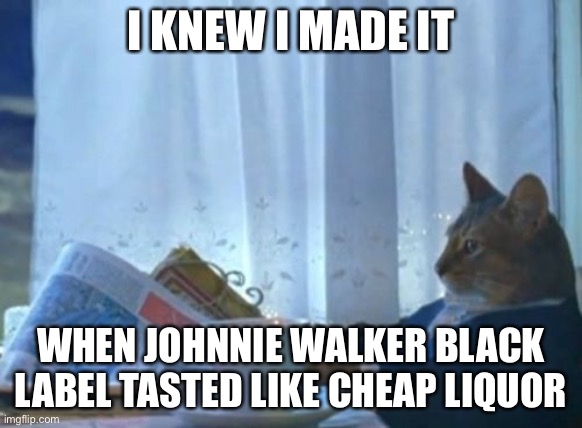 I KNEW I MADE IT
WHEN JOHNNIE WALKER BLACK
LABEL TASTED LIKE CHEAP LIQUOR
imgflip.com